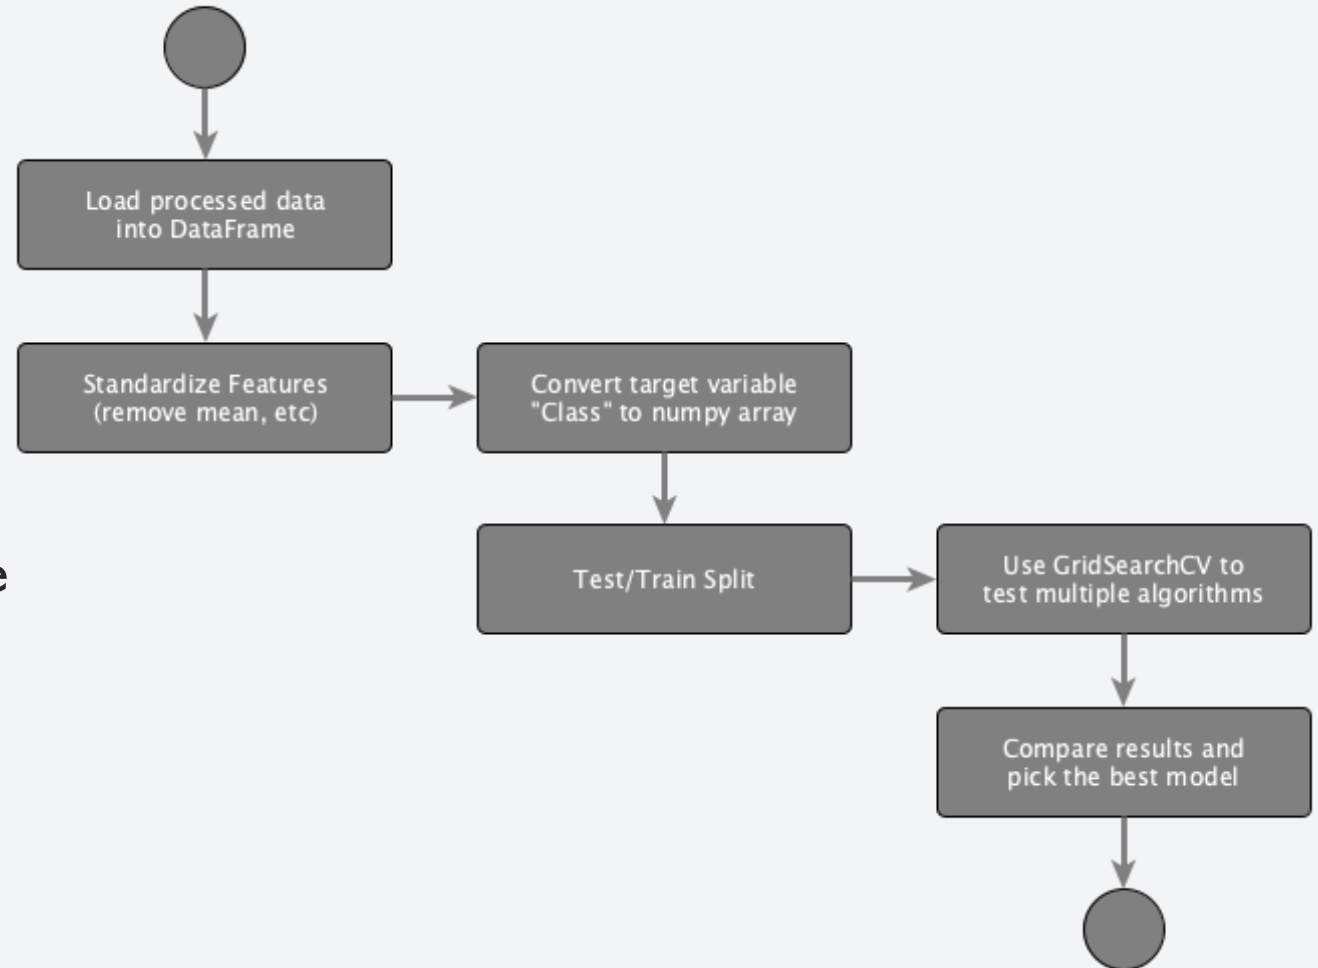 Load processed data
into DataFrame
Standardize Features
(remove mean, etc)
Convert target variable
"Class" to numpy array
e
Test/Train Split
Use GridSearchCV to
test multiple algorithms
Compare results and
pick the best model